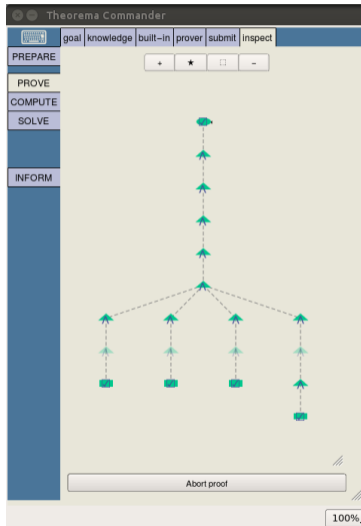 Theorema Commander
goal knowledge built-in prover submit inspect
PREPARE
PROVE
COMPUTE
SOLVE
INFORM
+ ★ –
Abort proof
100%